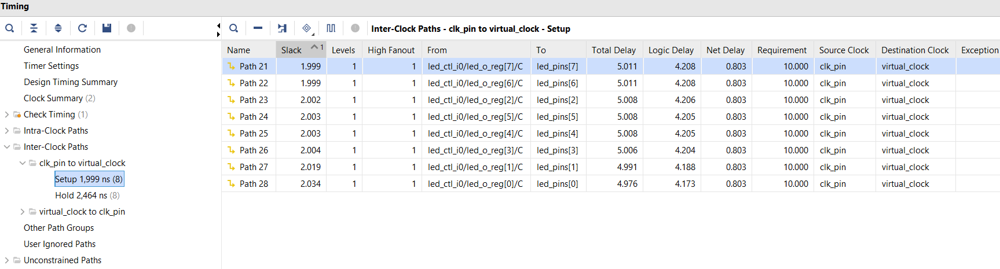 Timing
Inter-Clock Paths - clk_pin to virtual_clock - Setup
General Information
Timer Settings
Design Timing Summary
Clock Summary (2)
Check Timing (1)
Intra-Clock Paths
Inter-Clock Paths
clk_pin to virtual_clock
Setup 1,999 ns (8)
Hold 2,464 ns (8)
virtual_clock to clk_pin
Other Path Groups
User Ignored Paths
Unconstrained Paths
Name Slack 1 Levels High Fanout From To Total Delay Logic Delay Net Delay Requirement Source Clock Destination Clock Exception
Path 21 1.999 1 1 led_ctl_i0/led_o_reg[7]/C led_pins[7] 5.011 4.208 0.803 10.000 clk_pin virtual_clock
Path 22 1.999 1 1 led_ctl_i0/led_o_reg[6]/C led_pins[6] 5.011 4.208 0.803 10.000 clk_pin virtual_clock
Path 23 2.002 1 1 led_ctl_i0/led_o_reg[2]/C led_pins[2] 5.008 4.206 0.803 10.000 clk_pin virtual_clock
Path 24 2.003 1 1 led_ctl_i0/led_o_reg[5]/C led_pins[5] 5.008 4.205 0.803 10.000 clk_pin virtual_clock
Path 25 2.003 1 1 led_ctl_i0/led_o_reg[4]/C led_pins[4] 5.008 4.205 0.803 10.000 clk_pin virtual_clock
Path 26 2.004 1 1 led_ctl_i0/led_o_reg[3]/C led_pins[3] 5.006 4.204 0.803 10.000 clk_pin virtual_clock
Path 27 2.019 1 1 led_ctl_i0/led_o_reg[1]/C led_pins[1] 4.991 4.188 0.803 10.000 clk_pin virtual_clock
Path 28 2.034 1 1 led_ctl_i0/led_o_reg[0]/C led_pins[0] 4.976 4.173 0.803 10.000 clk_pin virtual_clock